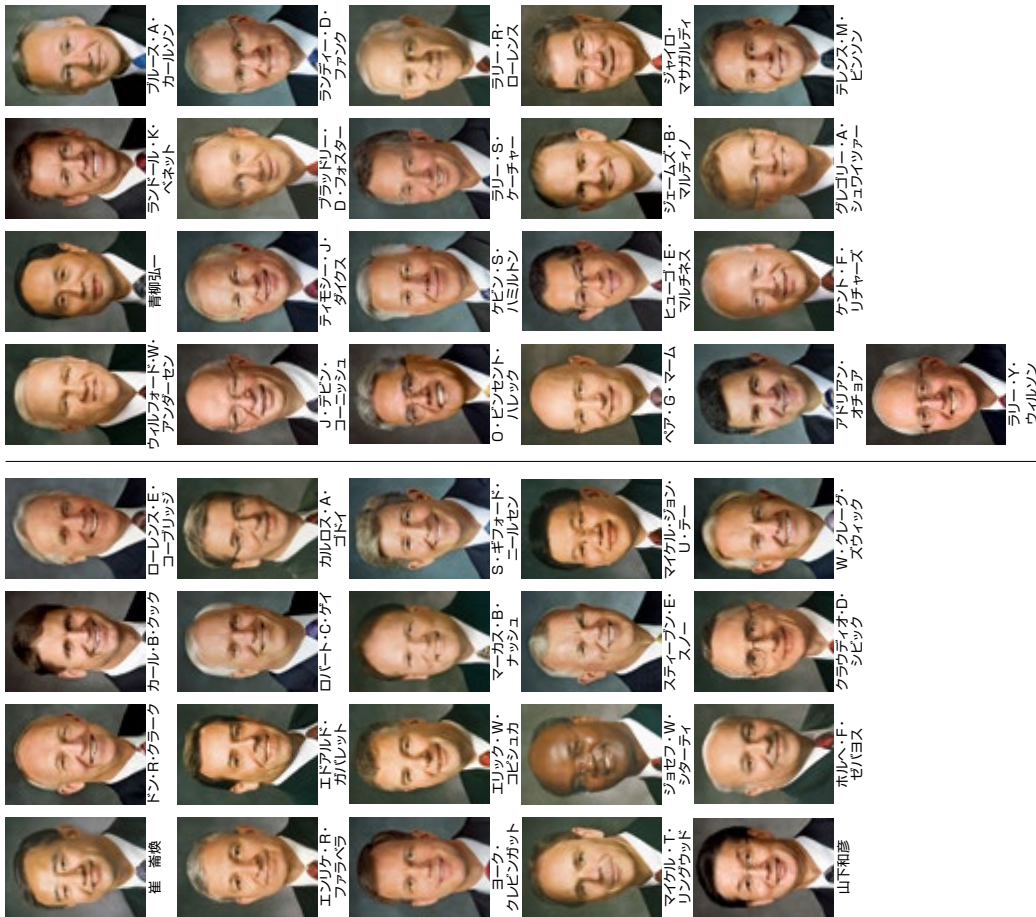 崔 崙煥
ドン・R・クラーク
カール・B・クック
ローレンス・E・
コーブリッジ
エンリケ・R・
ファラベラ
エドアルド・
ガバレット
ロバート・C・ゲイ
カルロス・A・
ゴドイ
ヨーク・
クレビンガット
エリック・W・
コピシュカ
マーカス・B・
ナッシュ
S・ギフォード・
ニールセン
マイケル・T・
リングウッド
ジョセフ・W・
シターティ
スティーブン・E・
スノー
マイケル・ジョン・
U・テー
山下和彦
ホルヘ・F・
ゼバヨス
クラウディオ・D・
シビック
W・クレーグ・
ズウィック
ウィルフォード・W・
アンダーセン
青柳弘一
ランドール・K・
ベネット
ブルース・A・
カールソン
J・デビン・
コーニッシュ
ティモシー・J・
ダイクス
ブラッドリー・
D・フォスター
ランディー・D・
ファンク
O・ビンセント・
ハレック
ケビン・S・
ハミルトン
ラリー・S・
ケーチャー
ラリー・R・
ローレンス
ペア・G・マーム
ヒューゴ・E・
マルチネス
ジェームズ・B・
マルティノ
ジャイロ・
マサガルディ
アドリアン・
オチョア
ケント・F・
リチャーズ
グレゴリー・A・
シュワイツァー
テレンス・M・
ビンソン
ラリー・Y・
ウィルソン